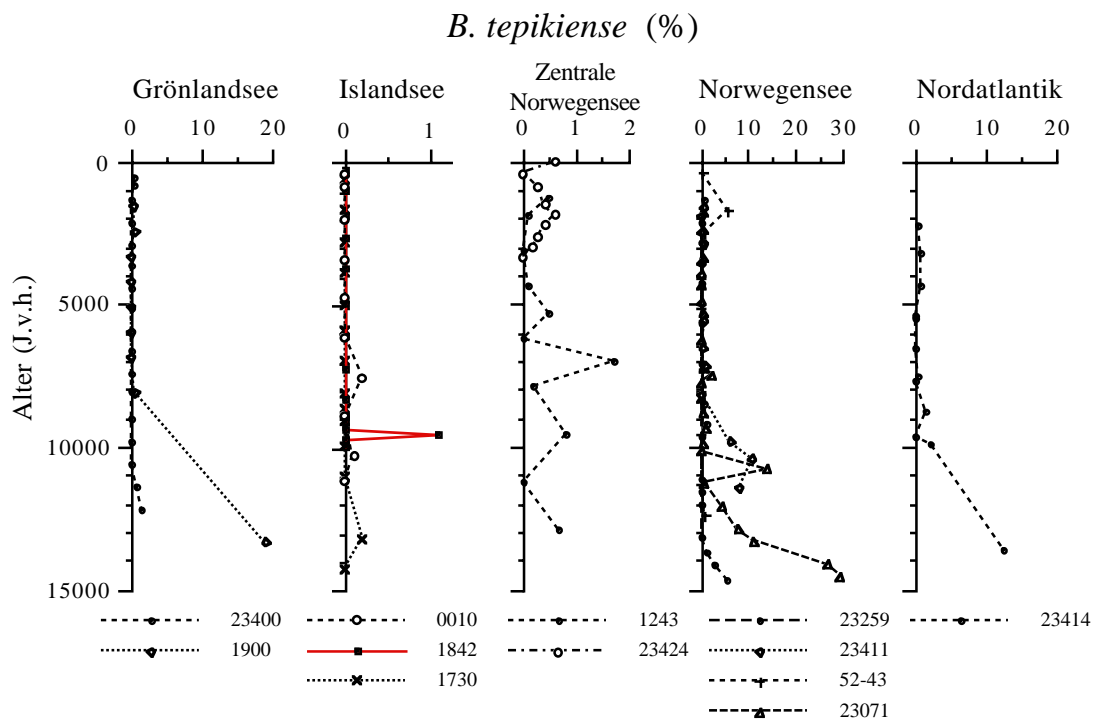 B. tepikiense (%)
Grönlandsee
Islandsee
Zentrale
Norwegensee
Norwegensee
Nordatlantik
0 10 20
0 1
0 1 2
0 10 20 30
0 10 20
Alter (J.v.h.)
0
5000
10000
15000
23400
1900
0010
1842
1730
1243
23424
23259
23411
52-43
23071
23414